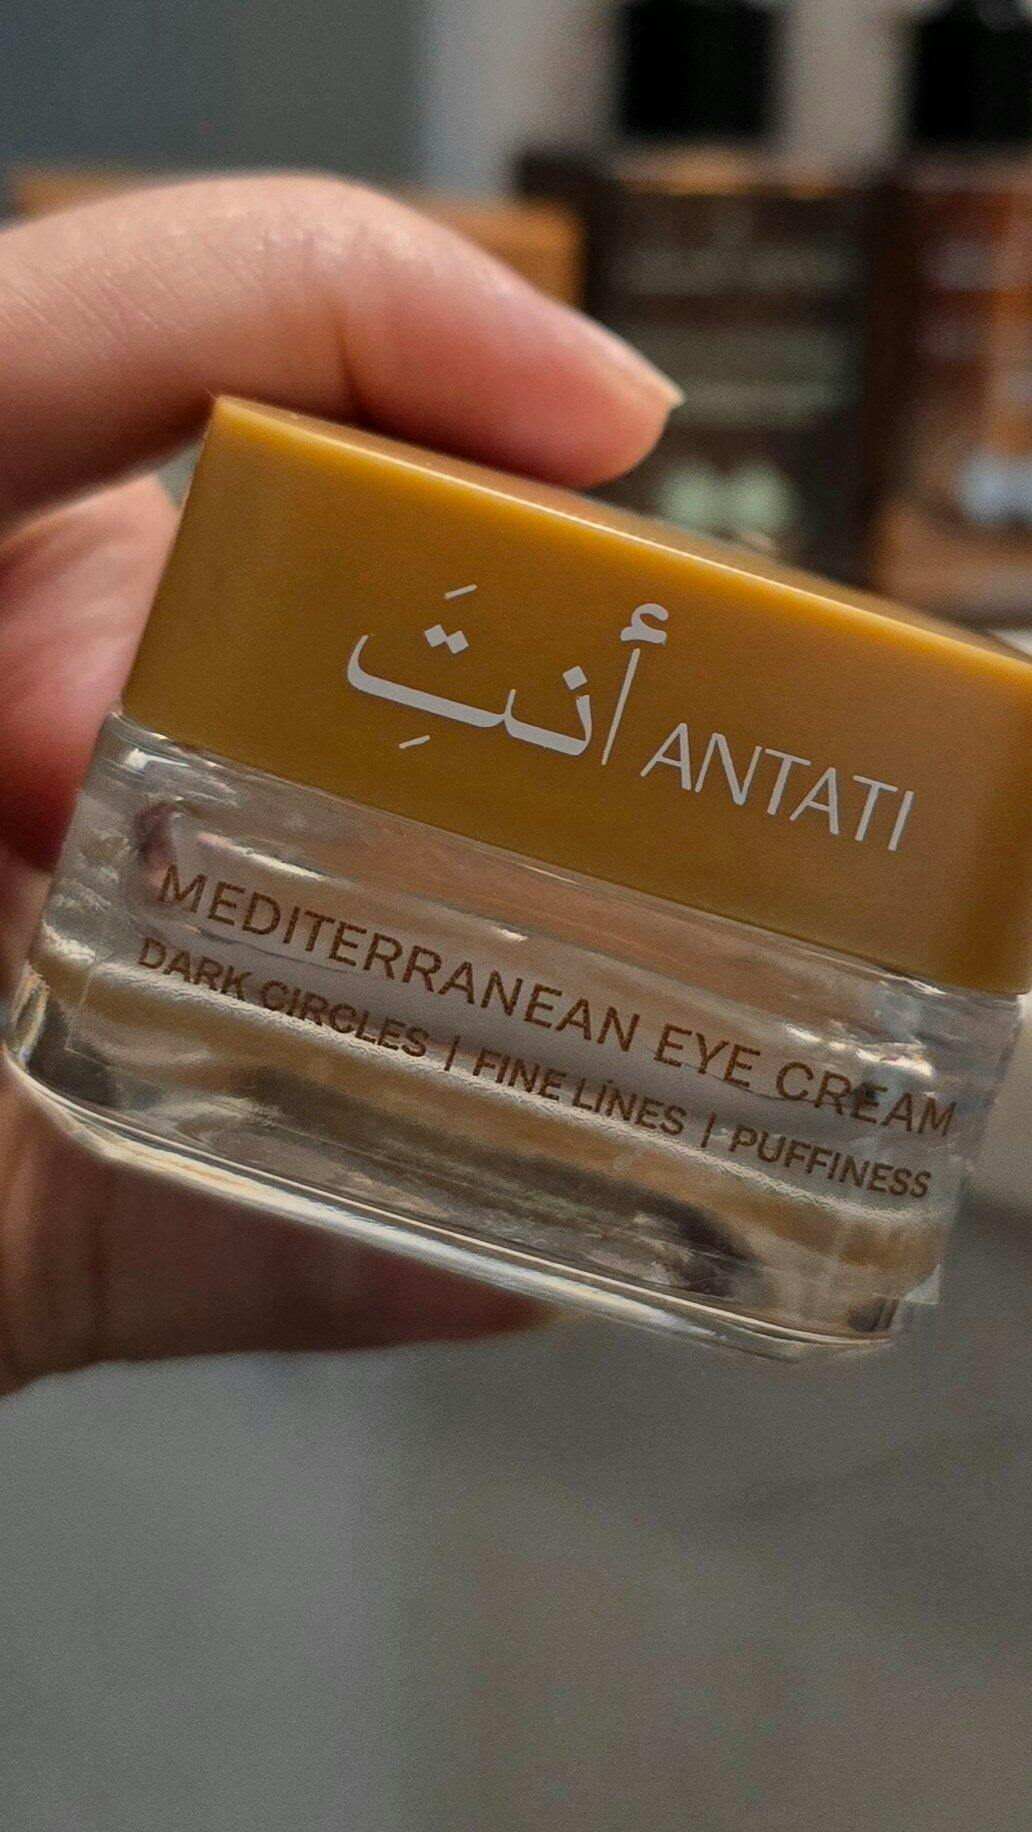 أنتَِ ANTATI
MEDITERRANEAN EYE CREAM
DARK CIRCLES | FINE LINES | PUFFINESS